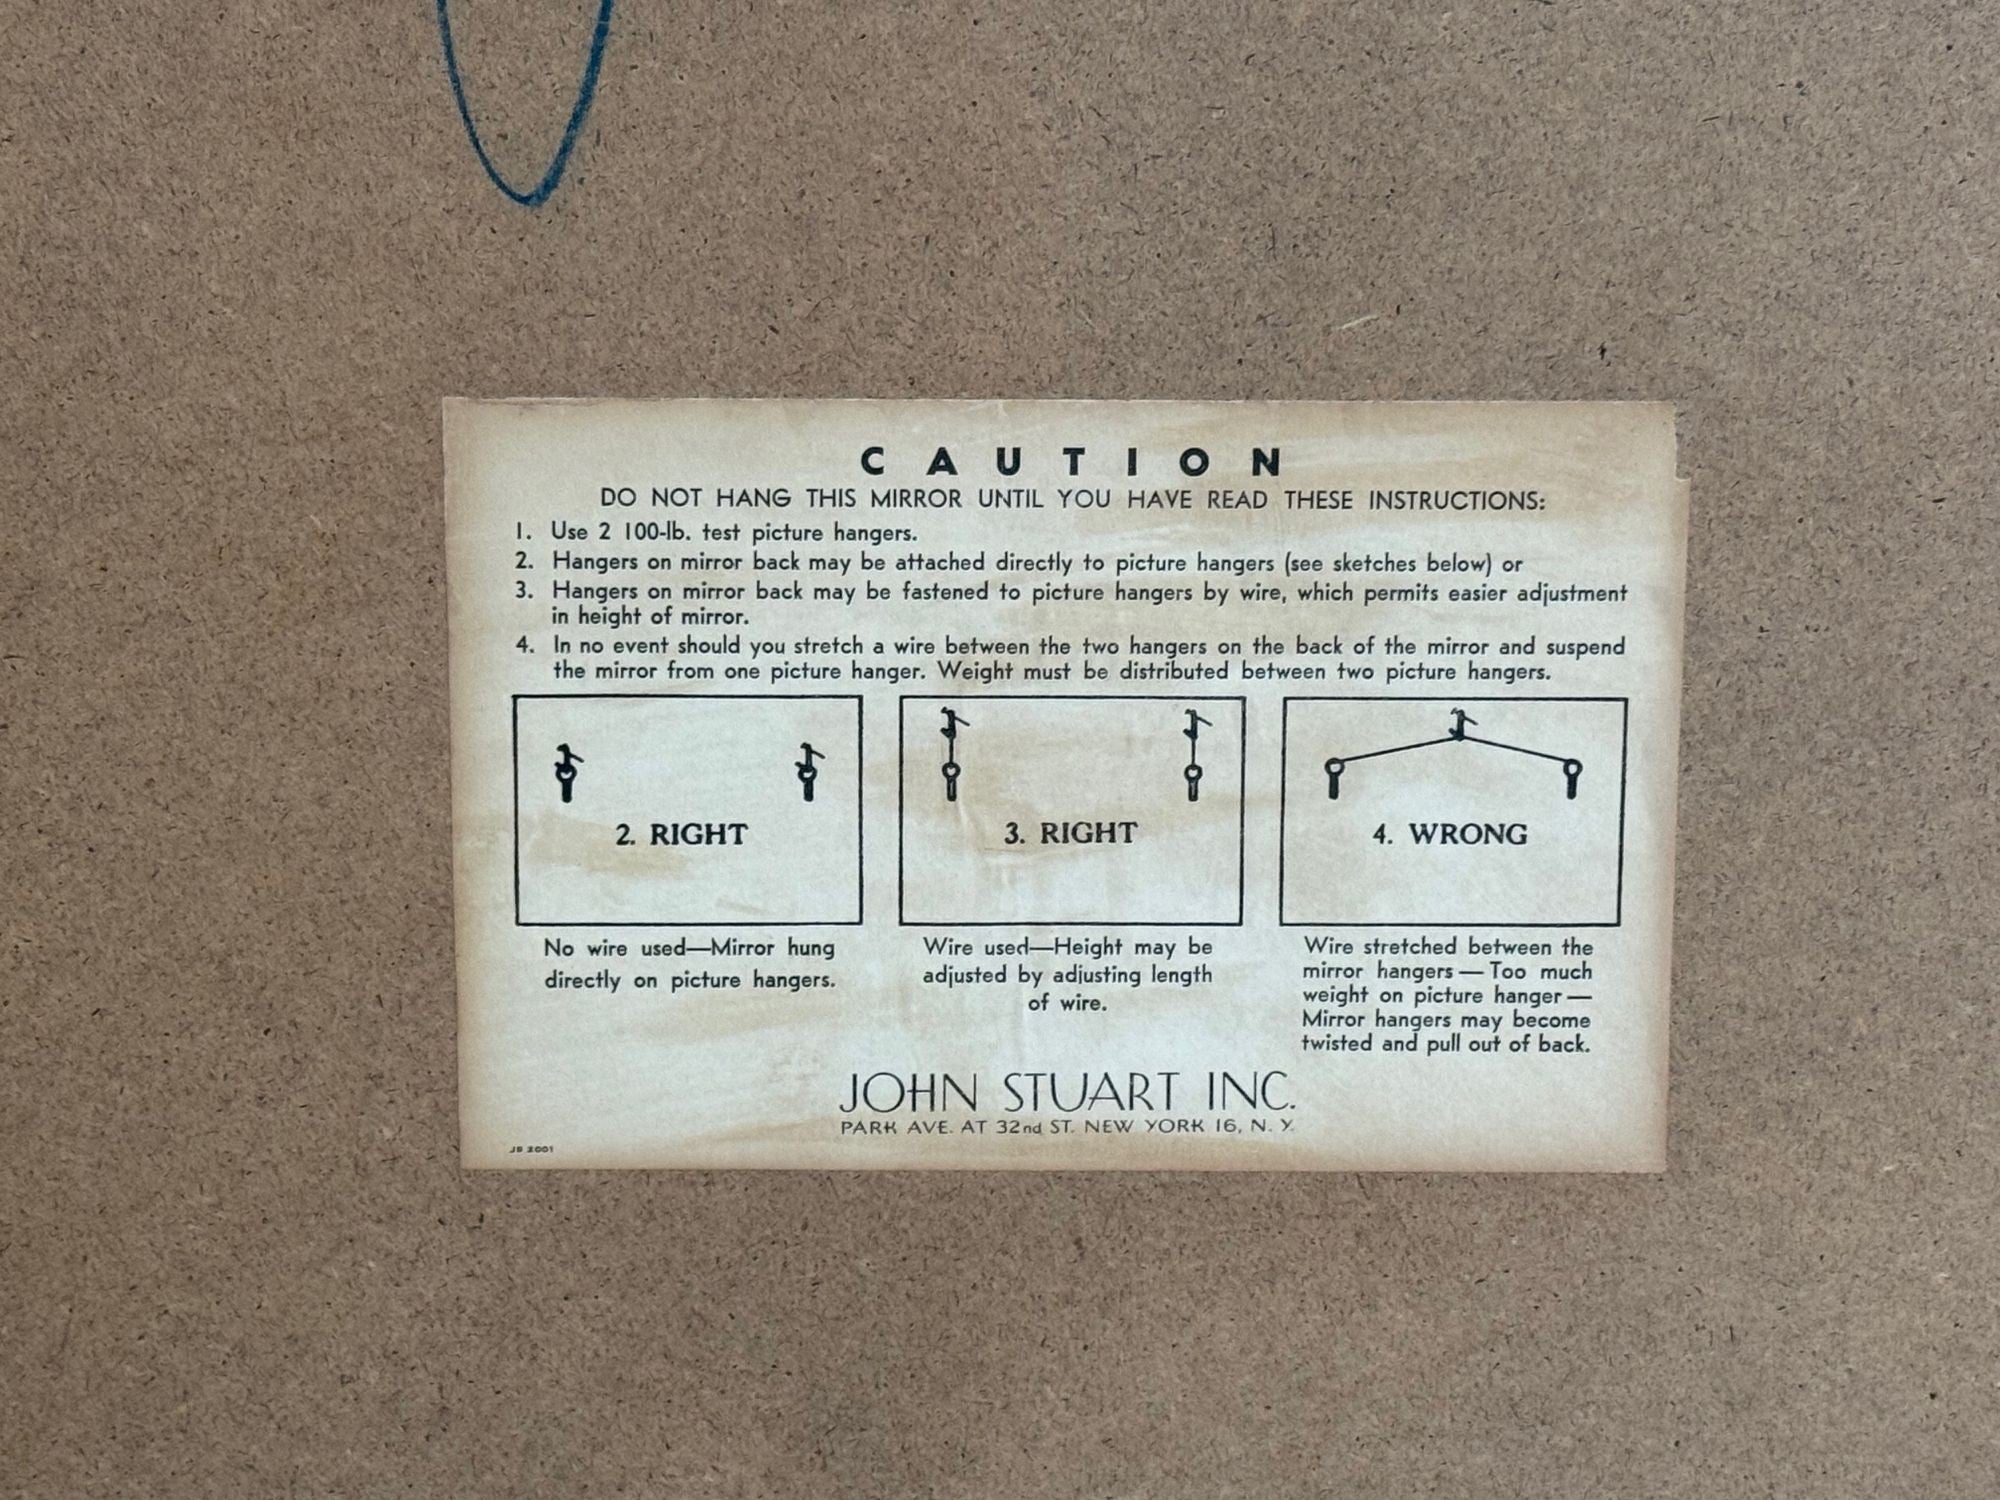 CAUTION
DO NOT HANG THIS MIRROR UNTIL YOU HAVE READ THESE INSTRUCTIONS:
1. Use 2 100-lb. test picture hangers.
2. Hangers on mirror back may be attached directly to picture hangers (see sketches below) or
3. Hangers on mirror back may be fastened to picture hangers by wire, which permits easier adjustment
in height of mirror.
4. In no event should you stretch a wire between the two hangers on the back of the mirror and suspend
the mirror from one picture hanger. Weight must be distributed between two picture hangers.
2. RIGHT
No wire used—Mirror hung
directly on picture hangers.
3. RIGHT
Wire used—Height may be
adjusted by adjusting length
of wire.
4. WRONG
Wire stretched between the
mirror hangers — Too much
weight on picture hanger —
Mirror hangers may become
twisted and pull out of back.
JOHN STUART INC.
PARK AVE. AT 32nd ST. NEW YORK 16, N. Y.
JS 2001